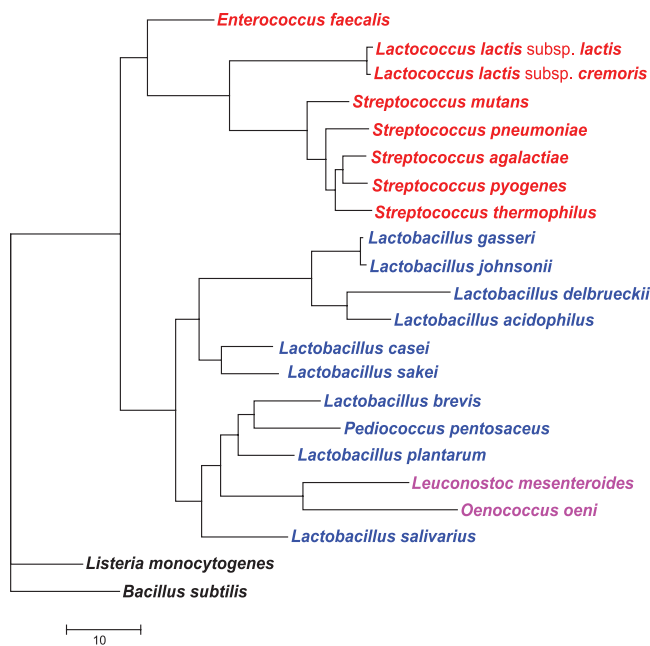 Enterococcus faecalis
Lactococcus lactis subsp. lactis
Lactococcus lactis subsp. cremoris
Streptococcus mutans
Streptococcus pneumoniae
Streptococcus agalactiae
Streptococcus pyogenes
Streptococcus thermophilus
Lactobacillus gasseri
Lactobacillus johnsonii
Lactobacillus delbrueckii
Lactobacillus acidophilus
Lactobacillus casei
Lactobacillus sakei
Lactobacillus brevis
Pediococcus pentosaceus
Lactobacillus plantarum
Leuconostoc mesenteroides
Oenococcus oeni
Lactobacillus salivarius
Listeria monocytogenes
Bacillus subtilis
10